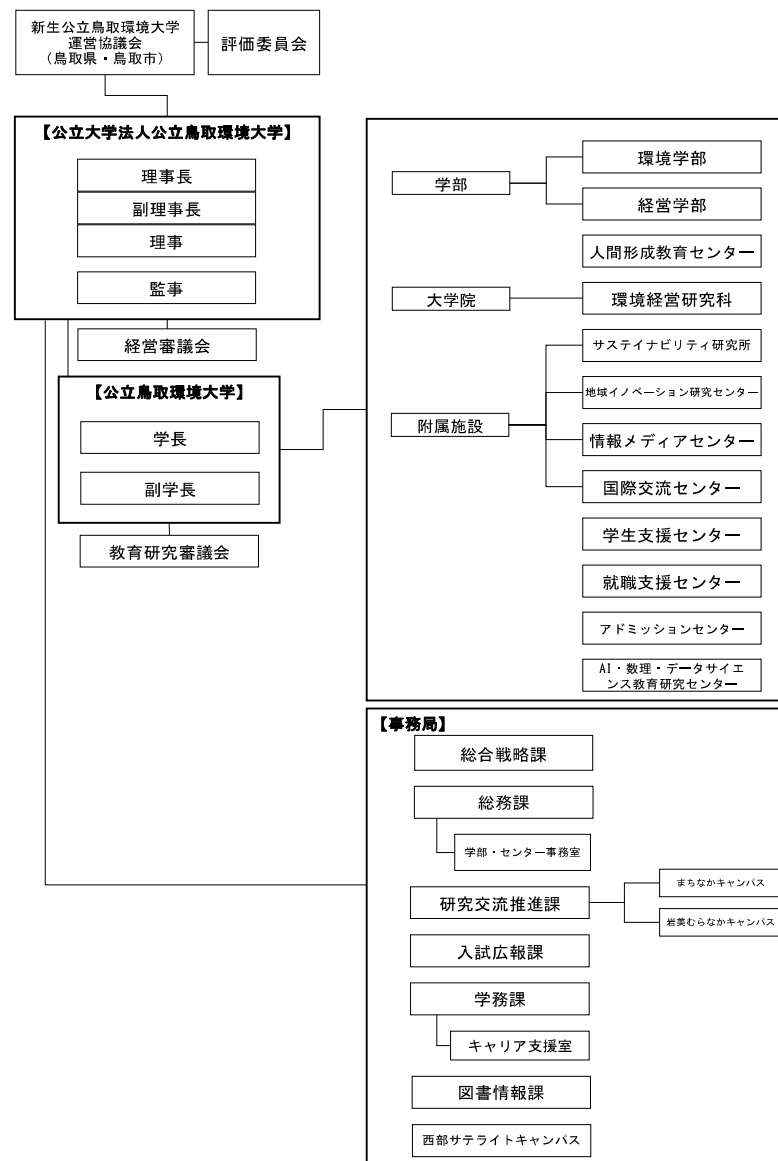 新生公立鳥取環境大学
運営協議会
（鳥取県・鳥取市）
評価委員会
【公立大学法人公立鳥取環境大学】
理事長
副理事長
理事
監事
経営審議会
【公立鳥取環境大学】
学長
副学長
教育研究審議会
学部
環境学部
経営学部
人間形成教育センター
大学院
環境経営研究科
附属施設
サステイナビリティ研究所
地域イノベーション研究センター
情報メディアセンター
国際交流センター
学生支援センター
就職支援センター
アドミッションセンター
AI・数理・データサイエ
ンス教育研究センター
【事務局】
総合戦略課
総務課
学部・センター事務室
研究交流推進課
まちなかキャンパス
岩美むらなかキャンパス
入試広報課
学務課
キャリア支援室
図書情報課
西部サテライトキャンパス